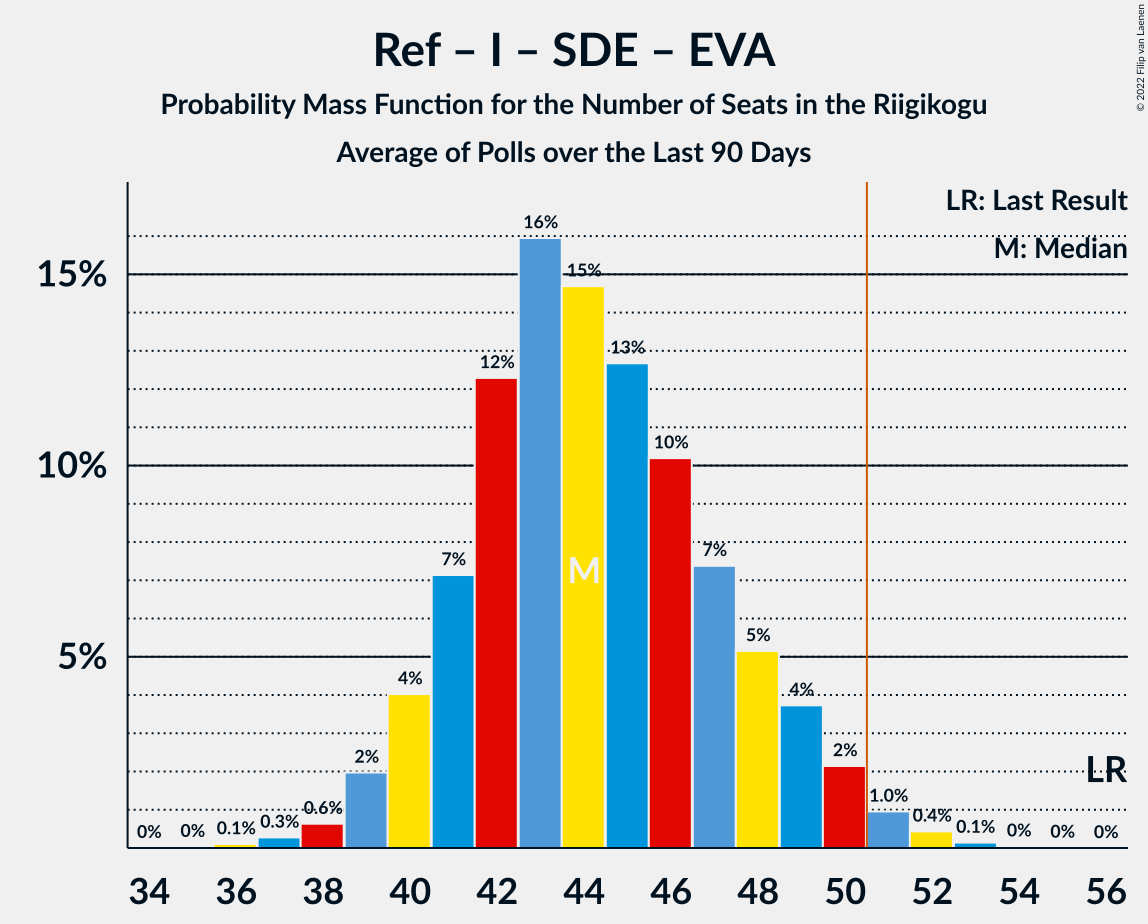 Ref – I – SDE – EVA
Probability Mass Function for the Number of Seats in the Riigikogu
Average of Polls over the Last 90 Days
© 2022 Filip van Laenen
LR: Last Result
M: Median
15%
10%
5%
0%
0%
0.1%
0.3%
0.6%
2%
4%
7%
12%
16%
15%
13%
10%
7%
5%
4%
2%
1.0%
0.4%
0.1%
0%
0%
0%
M
LR
34 36 38 40 42 44 46 48 50 52 54 56